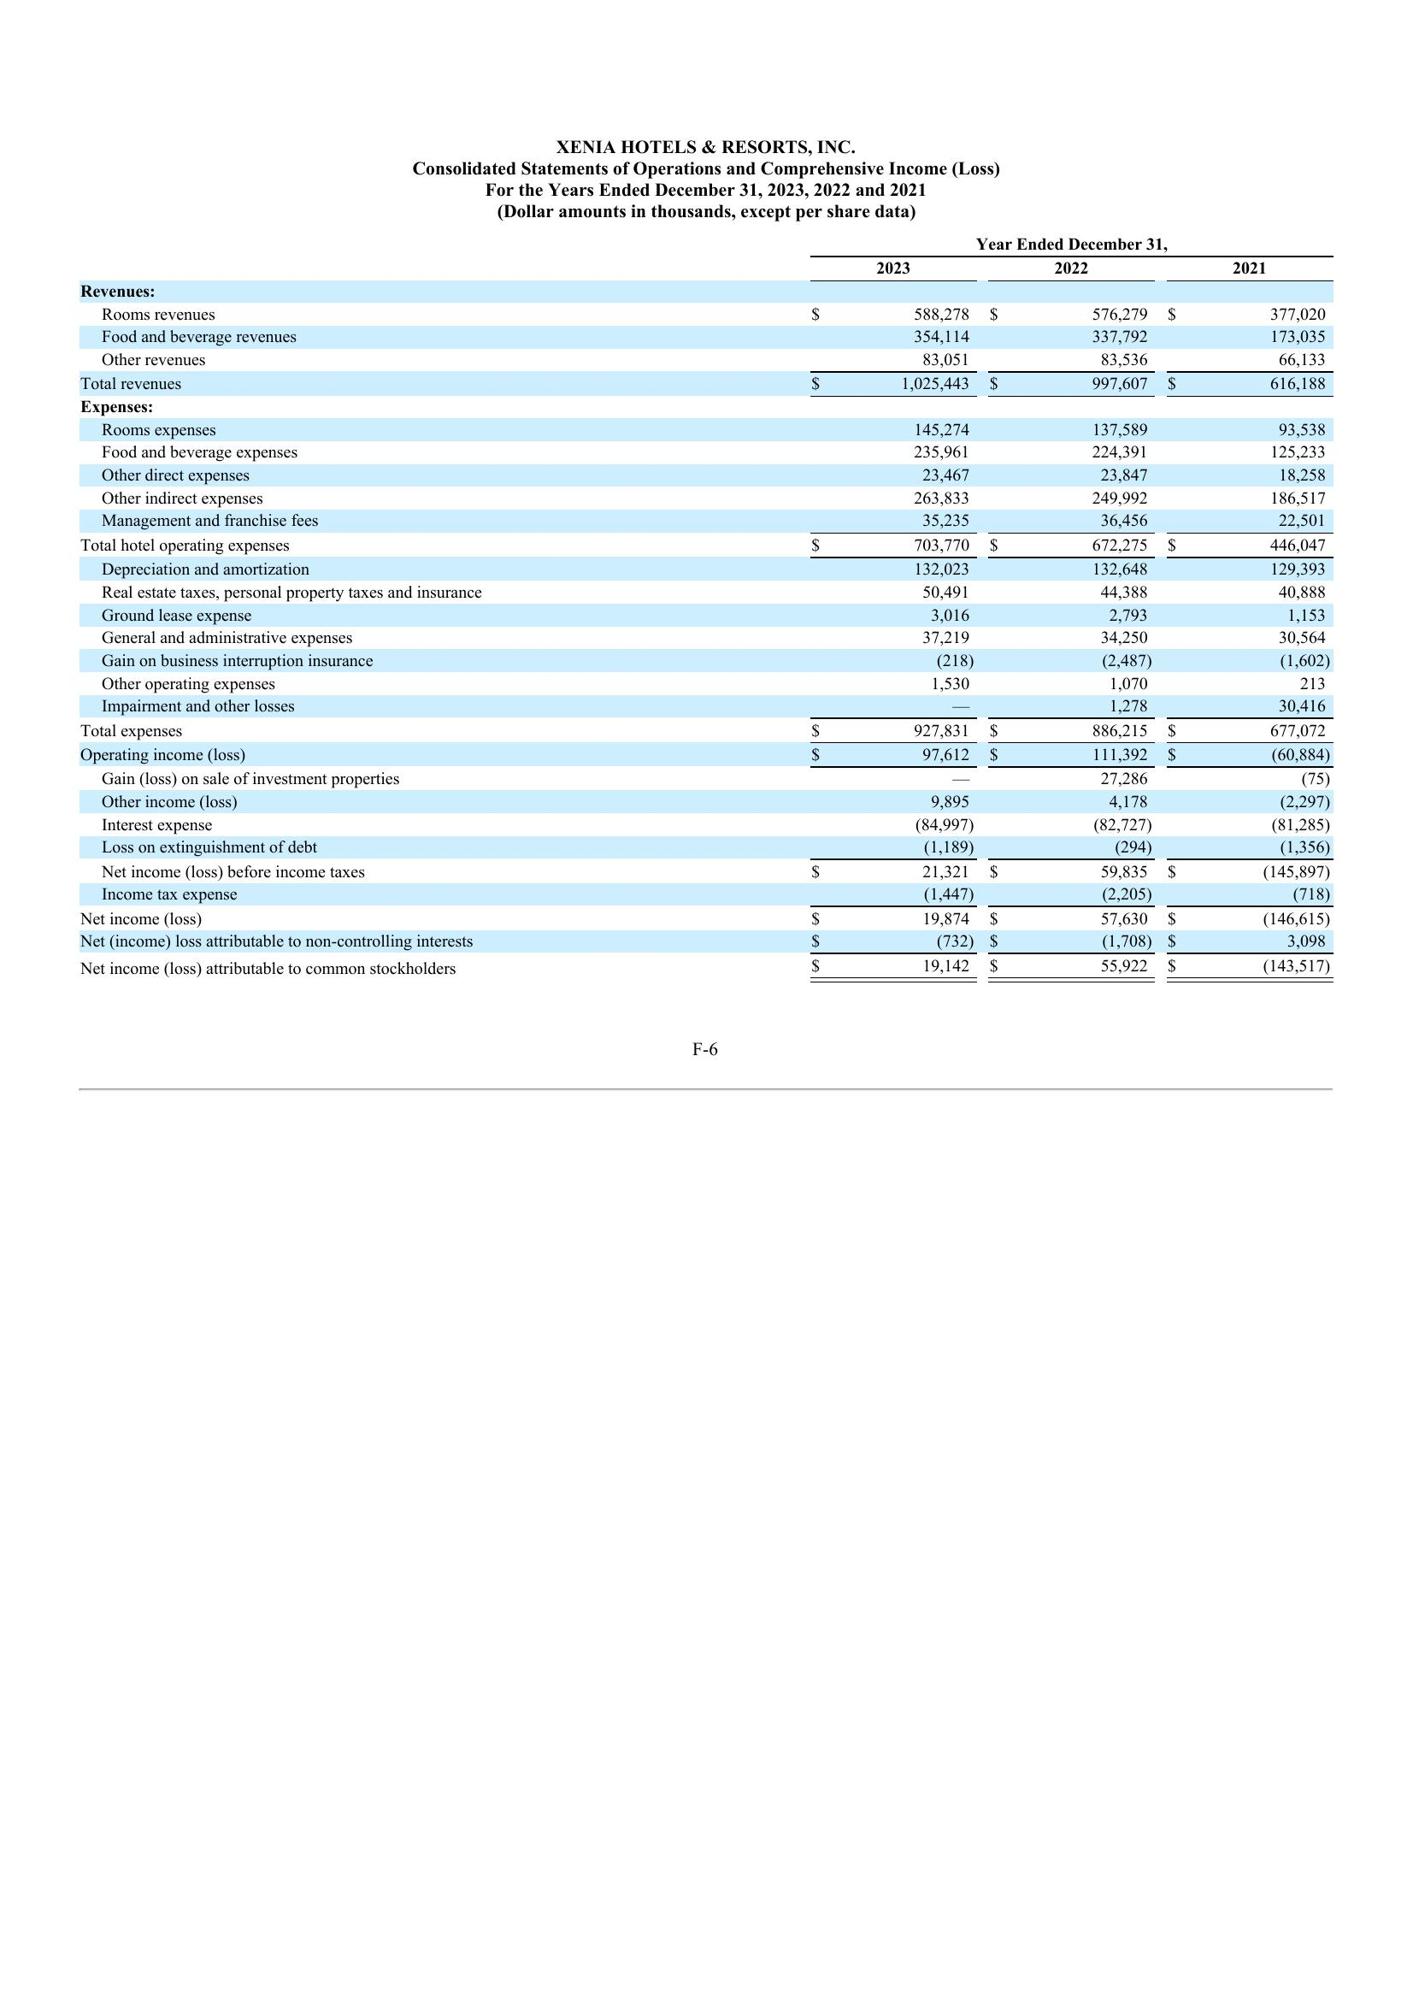 XENIA HOTELS & RESORTS, INC.
Consolidated Statements of Operations and Comprehensive Income (Loss)
For the Years Ended December 31, 2023, 2022 and 2021
(Dollar amounts in thousands, except per share data)
Year Ended December 31,
2023 2022 2021
Revenues:
Rooms revenues $ 588,278 $ 576,279 $ 377,020
Food and beverage revenues 354,114 337,792 173,035
Other revenues 83,051 83,536 66,133
Total revenues $ 1,025,443 $ 997,607 $ 616,188
Expenses:
Rooms expenses 145,274 137,589 93,538
Food and beverage expenses 235,961 224,391 125,233
Other direct expenses 23,467 23,847 18,258
Other indirect expenses 263,833 249,992 186,517
Management and franchise fees 35,235 36,456 22,501
Total hotel operating expenses $ 703,770 $ 672,275 $ 446,047
Depreciation and amortization 132,023 132,648 129,393
Real estate taxes, personal property taxes and insurance 50,491 44,388 40,888
Ground lease expense 3,016 2,793 1,153
General and administrative expenses 37,219 34,250 30,564
Gain on business interruption insurance (218) (2,487) (1,602)
Other operating expenses 1,530 1,070 213
Impairment and other losses — 1,278 30,416
Total expenses $ 927,831 $ 886,215 $ 677,072
Operating income (loss) $ 97,612 $ 111,392 $ (60,884)
Gain (loss) on sale of investment properties — 27,286 (75)
Other income (loss) 9,895 4,178 (2,297)
Interest expense (84,997) (82,727) (81,285)
Loss on extinguishment of debt (1,189) (294) (1,356)
Net income (loss) before income taxes $ 21,321 $ 59,835 $ (145,897)
Income tax expense (1,447) (2,205) (718)
Net income (loss) $ 19,874 $ 57,630 $ (146,615)
Net (income) loss attributable to non-controlling interests $ (732) $ (1,708) $ 3,098
Net income (loss) attributable to common stockholders $ 19,142 $ 55,922 $ (143,517)
F-6